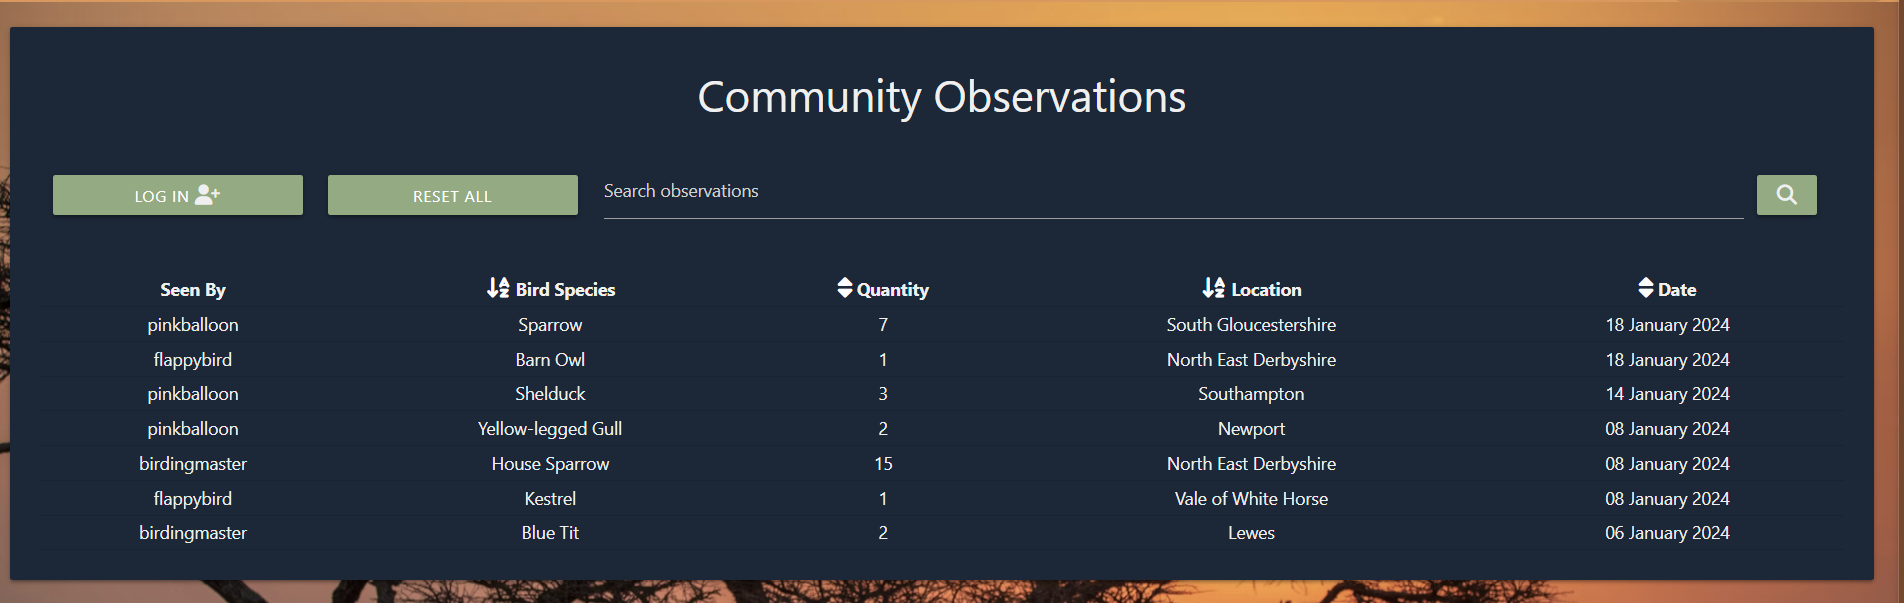 Community Observations
LOG IN RESET ALL Search observations
Seen By Bird Species Quantity Location Date
pinkballoon Sparrow 7 South Gloucestershire 18 January 2024
flappybird Barn Owl 1 North East Derbyshire 18 January 2024
pinkballoon Shelduck 3 Southampton 14 January 2024
pinkballoon Yellow-legged Gull 2 Newport 08 January 2024
birdingmaster House Sparrow 15 North East Derbyshire 08 January 2024
flappybird Kestrel 1 Vale of White Horse 08 January 2024
birdingmaster Blue Tit 2 Lewes 06 January 2024